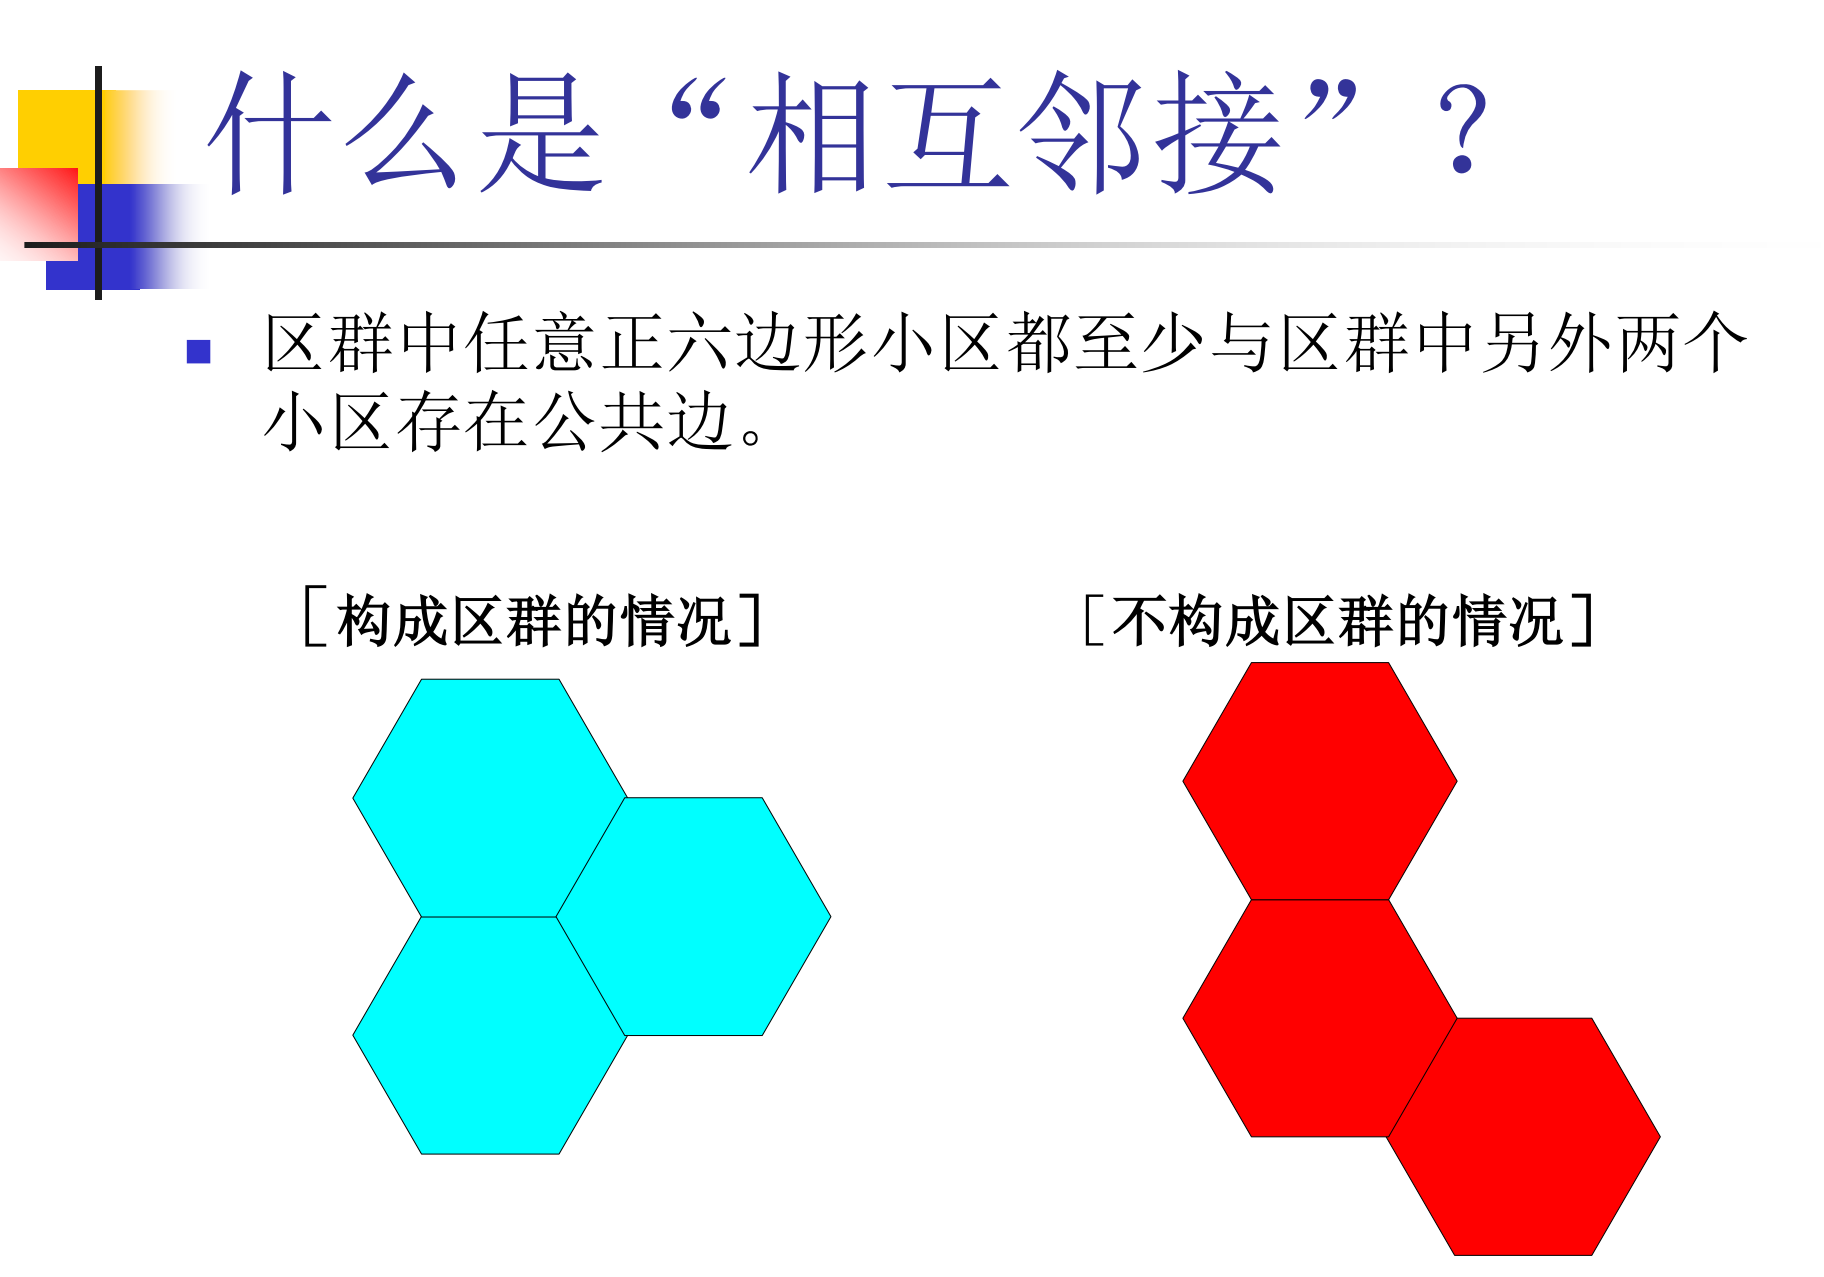 什么是“相互邻接”？
区群中任意正六边形小区都至少与区群中另外两个
小区存在公共边。
［构成区群的情况］
［不构成区群的情况］